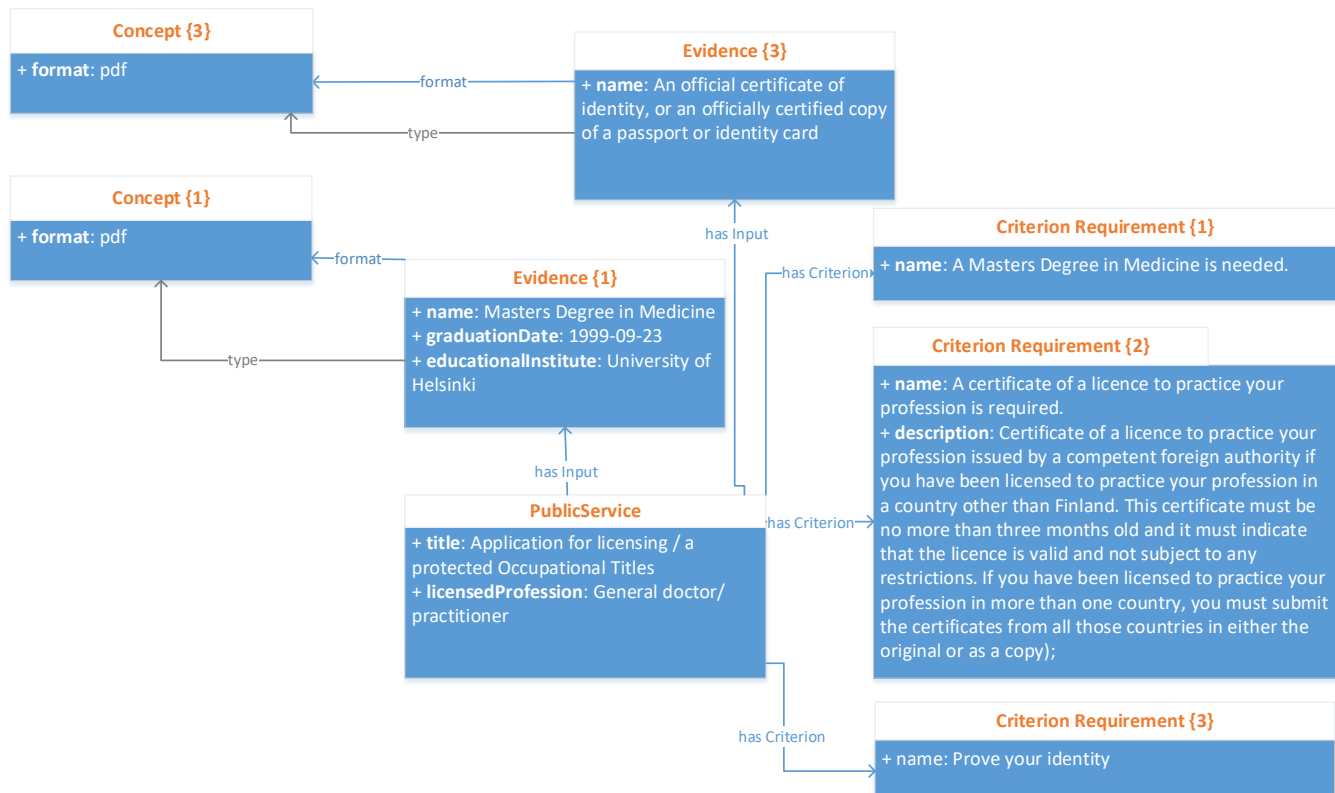 Concept {3}
+ format: pdf
format
type
Evidence {3}
+ name: An official certificate of
identity, or an officially certified copy
of a passport or identity card
Concept {1}
+ format: pdf
format
type
Evidence {1}
+ name: Masters Degree in Medicine
+ graduationDate: 1999-09-23
+ educationalInstitute: University of
Helsinki
has Input
has Input
PublicService
+ title: Application for licensing / a
protected Occupational Titles
+ licensedProfession: General doctor/
practitioner
has Criterion
Criterion Requirement {1}
+ name: A Masters Degree in Medicine is needed.
has Criterion
Criterion Requirement {2}
+ name: A certificate of a licence to practice your
profession is required.
+ description: Certificate of a licence to practice your
profession issued by a competent foreign authority if
you have been licensed to practice your profession in
a country other than Finland. This certificate must be
no more than three months old and it must indicate
that the licence is valid and not subject to any
restrictions. If you have been licensed to practice your
profession in more than one country, you must submit
the certificates from all those countries in either the
original or as a copy);
has Criterion
Criterion Requirement {3}
+ name: Prove your identity